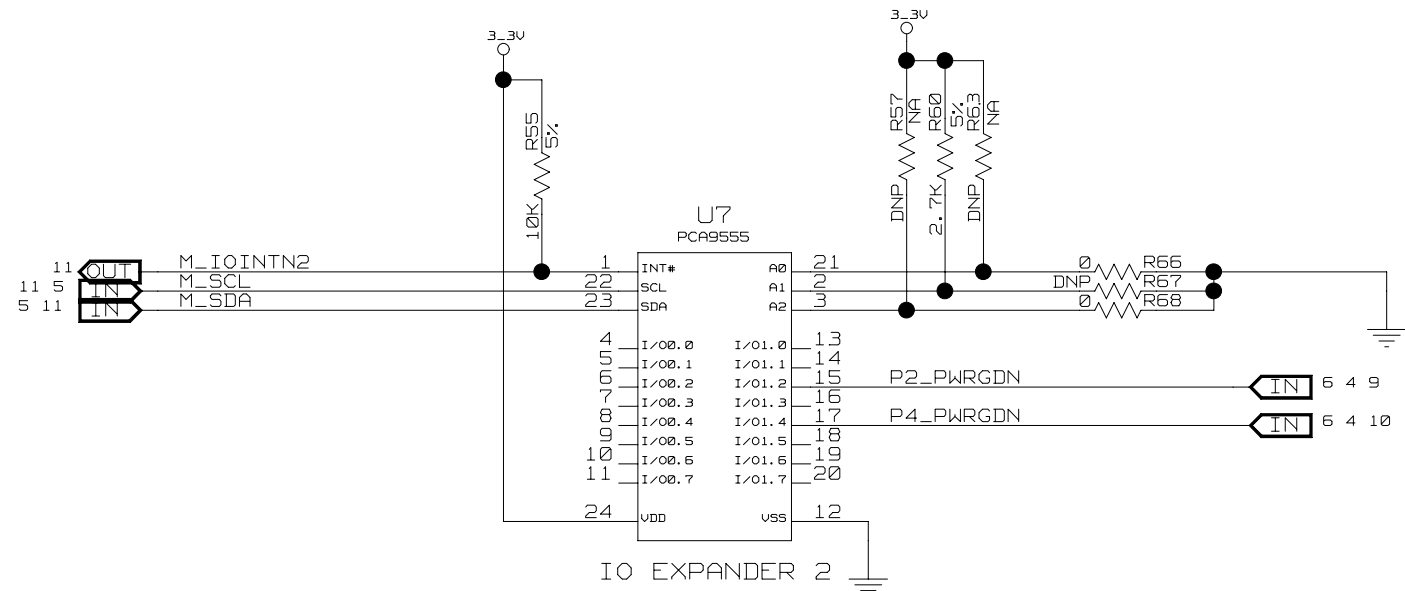 3_3V
3_3V
R55
5%
10K
R57
NA
DNP
R60
5%
2.7K
R63
NA
DNP
U7
PCA9555
11 OUT M_IOINTN2 1 INT# A0 21 0 R66
11 5 IN M_SCL 22 SCL A1 2 DNP R67
5 11 IN M_SDA 23 SDA A2 3 0 R68
4 I/O0.0 I/O1.0 13
5 I/O0.1 I/O1.1 14
6 I/O0.2 I/O1.2 15 P2_PWRGDN IN 6 4 9
7 I/O0.3 I/O1.3 16
8 I/O0.4 I/O1.4 17 P4_PWRGDN IN 6 4 10
9 I/O0.5 I/O1.5 18
10 I/O0.6 I/O1.6 19
11 I/O0.7 I/O1.7 20
24 VDD VSS 12
IO EXPANDER 2